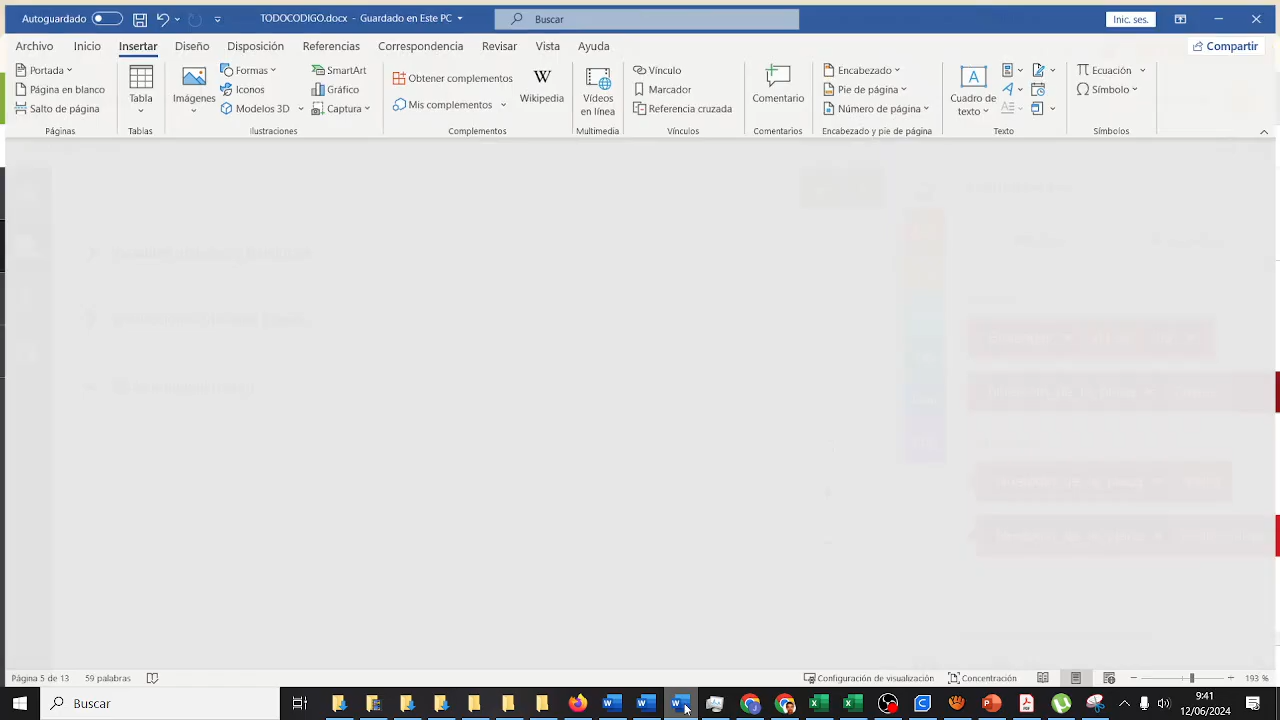 Autoguardado
TODOCODIGO.docx - Guardado en Este PC
Buscar
Inic. ses.
Archivo Inicio Insertar Diseño Disposición Referencias Correspondencia Revisar Vista Ayuda
Compartir
Portada
Página en blanco
Salto de página
Páginas
Tabla
Tablas
Imágenes
Formas
Iconos
Modelos 3D
SmartArt
Gráfico
Captura
Ilustraciones
Obtener complementos
Mis complementos
W
Wikipedia
Complementos
Vídeos
en línea
Multimedia
Vínculo
Marcador
Referencia cruzada
Vínculos
Comentario
Comentarios
Encabezado
Pie de página
Número de página
Encabezado y pie de página
Cuadro de
texto
Texto
Ecuación
Símbolo
Símbolos
Página 5 de 13
59 palabras
Configuración de visualización
Concentración
193 %
Buscar
9:41
12/06/2024